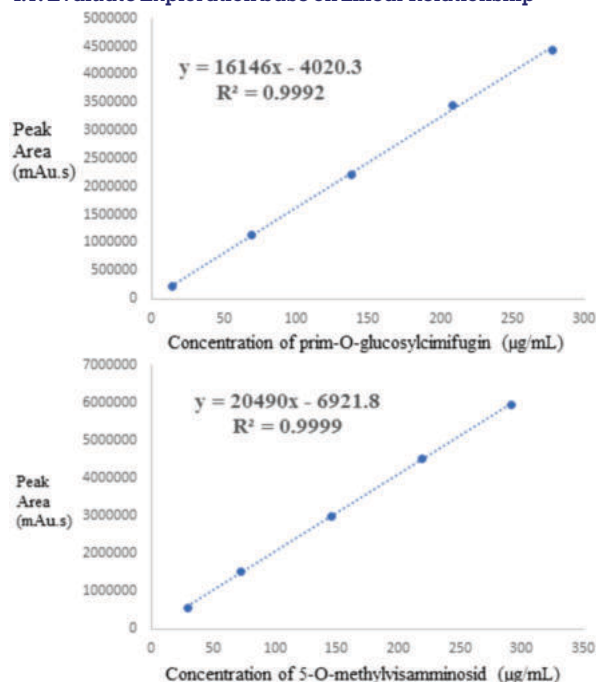 y = 16146x - 4020.3
R² = 0.9992
Peak
Area
(mAu.s)
5000000
4500000
4000000
3500000
3000000
2500000
2000000
1500000
1000000
500000
0
0 50 100 150 200 250 300
Concentration of prim-O-glucosylcimifugin (µg/mL)
y = 20490x - 6921.8
R² = 0.9999
Peak
Area
(mAu.s)
7000000
6000000
5000000
4000000
3000000
2000000
1000000
0
0 50 100 150 200 250 300 350
Concentration of 5-O-methylvisamminosid (µg/mL)